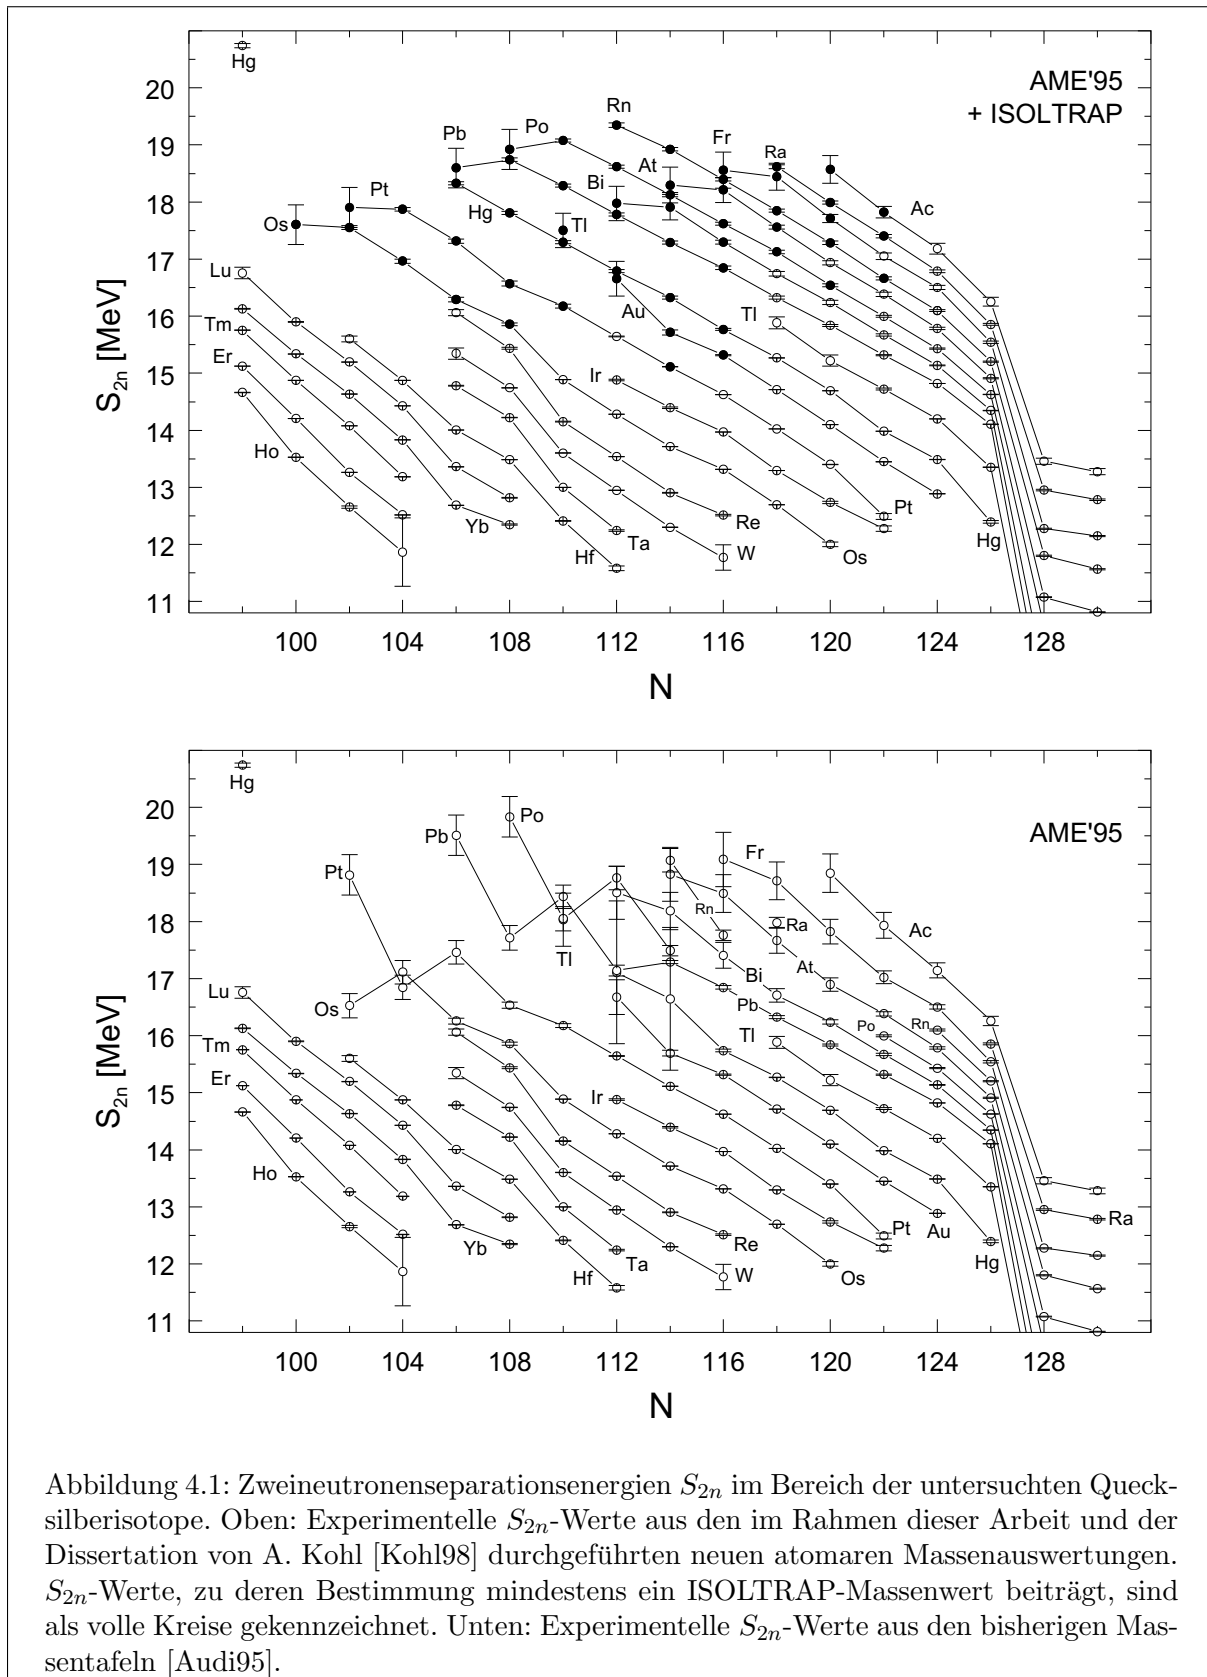 20
19
18
17
16
15
14
13
12
11
S2n [MeV]
AME'95
+ ISOLTRAP
Hg
Rn
Po
Pb
Fr
Ra
At
Bi
Pt
Hg
Ac
Os
Tl
Lu
Au
Tl
Tm
Er
Ir
Ho
Yb
Re
Pt
Ta
Hg
Hf
W
Os
100 104 108 112 116 120 124 128
N
20
19
18
17
16
15
14
13
12
11
S2n [MeV]
AME'95
Hg
Po
Pb
Fr
Pt
Rn
Ra
Ac
Tl
At
Bi
Lu
Os
Pb
Po
Rn
Tm
Tl
Er
Ir
Ho
Ra
Pt
Au
Yb
Re
Hg
Ta
Hf
W
Os
100 104 108 112 116 120 124 128
N
Abbildung 4.1: Zweineutronenseparationsenergien S2n im Bereich der untersuchten Queck-
silberisotope. Oben: Experimentelle S2n-Werte aus den im Rahmen dieser Arbeit und der
Dissertation von A. Kohl [Kohl98] durchgeführten neuen atomaren Massenauswertungen.
S2n-Werte, zu deren Bestimmung mindestens ein ISOLTRAP-Massenwert beiträgt, sind
als volle Kreise gekennzeichnet. Unten: Experimentelle S2n-Werte aus den bisherigen Mas-
sentafeln [Audi95].